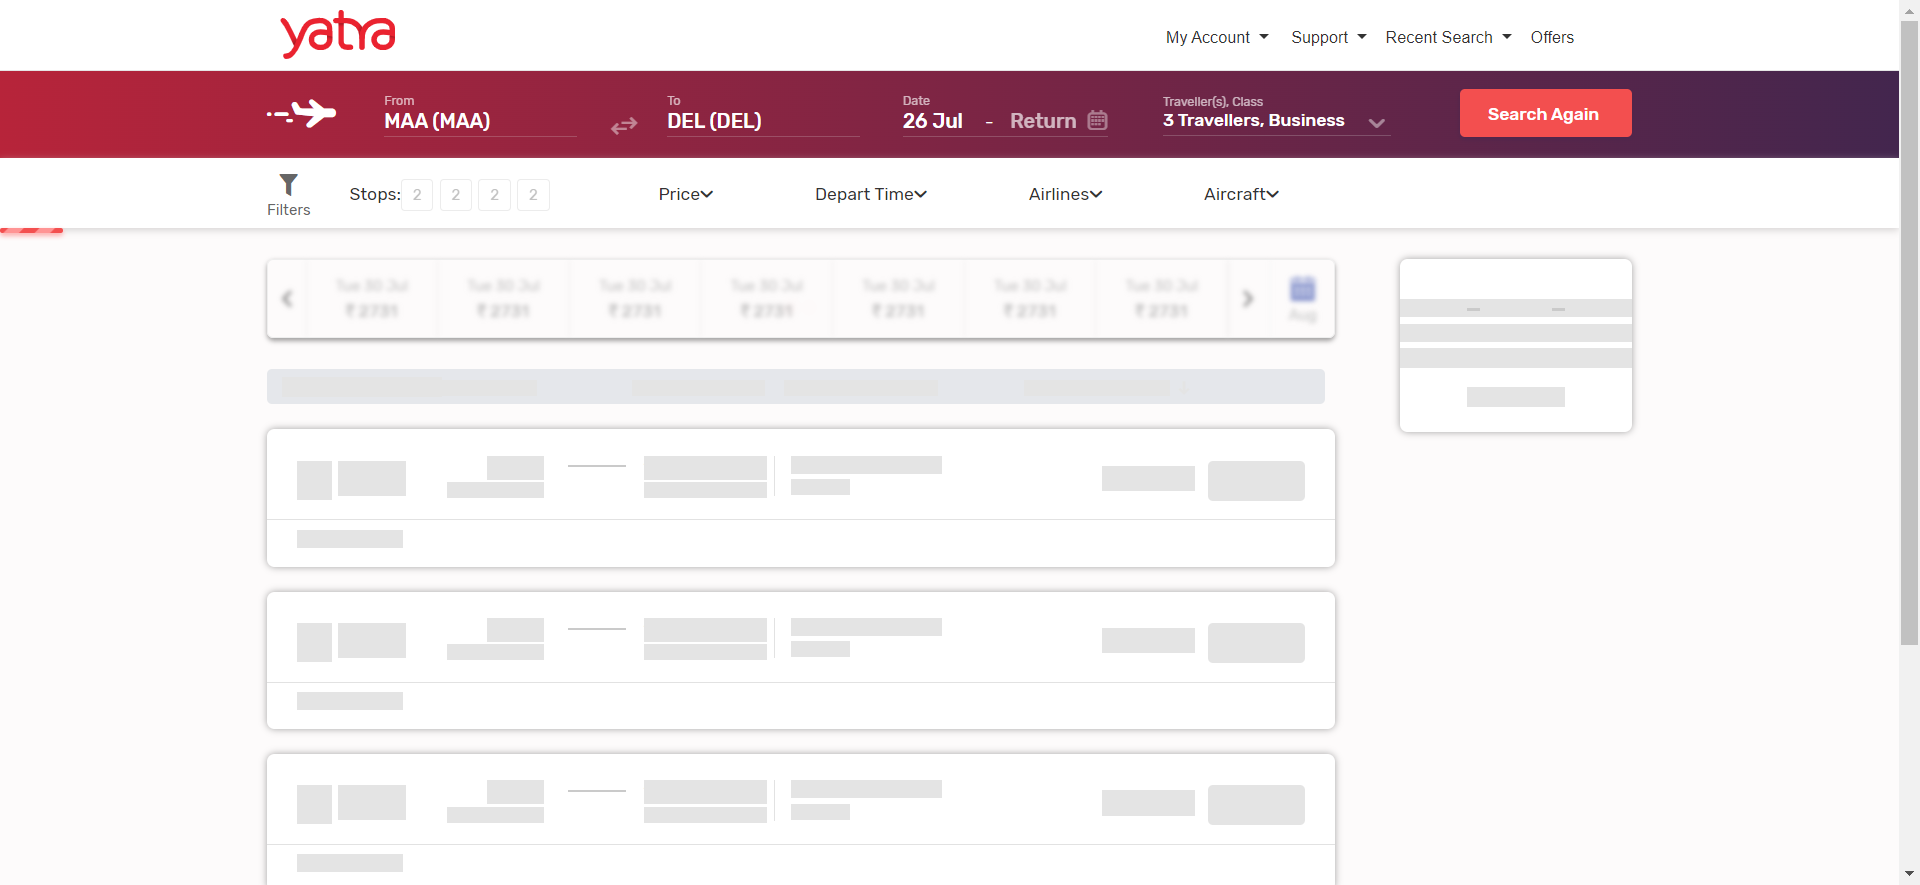 yatra
My Account
Support
Recent Search
Offers
From
MAA (MAA)
To
DEL (DEL)
Date
26 Jul - Return
Traveller(s), Class
3 Travellers, Business
Search Again
Filters
Stops: 2 2 2 2
Price
Depart Time
Airlines
Aircraft
Tue 30 Jul
₹ 2731
Tue 30 Jul
₹ 2731
Tue 30 Jul
₹ 2731
Tue 30 Jul
₹ 2731
Tue 30 Jul
₹ 2731
Tue 30 Jul
₹ 2731
Tue 30 Jul
₹ 2731
Aug